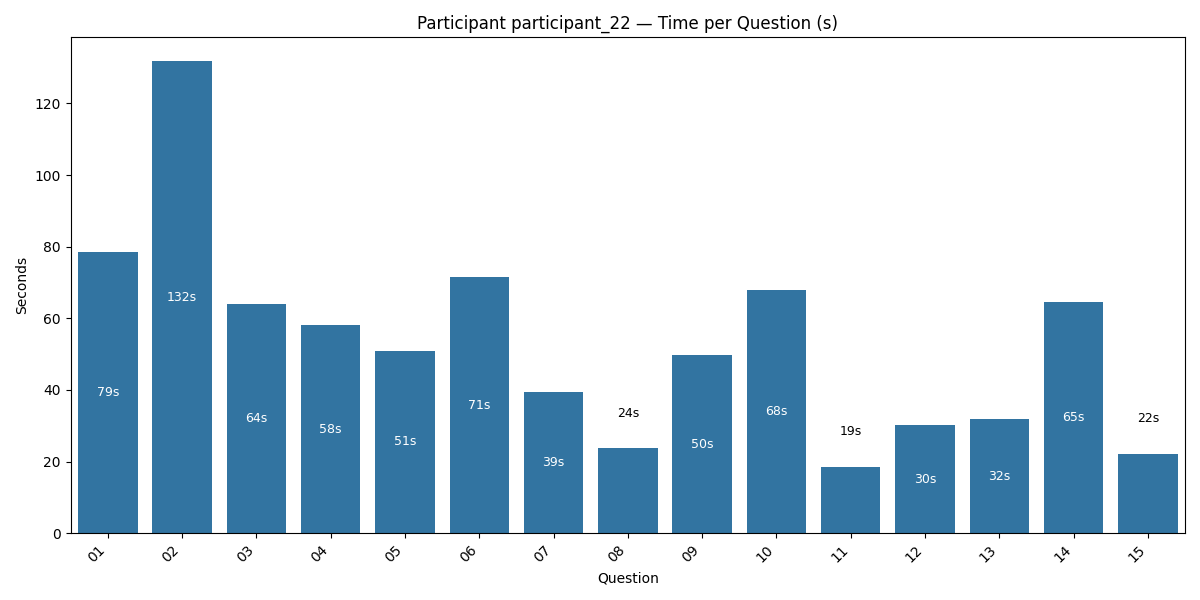 Participant participant_22 — Time per Question (s)
Seconds
120
100
80
60
40
20
0
79s
132s
64s
58s
51s
71s
39s
24s
50s
68s
19s
30s
32s
65s
22s
01
02
03
04
05
06
07
08
09
10
11
12
13
14
15
Question